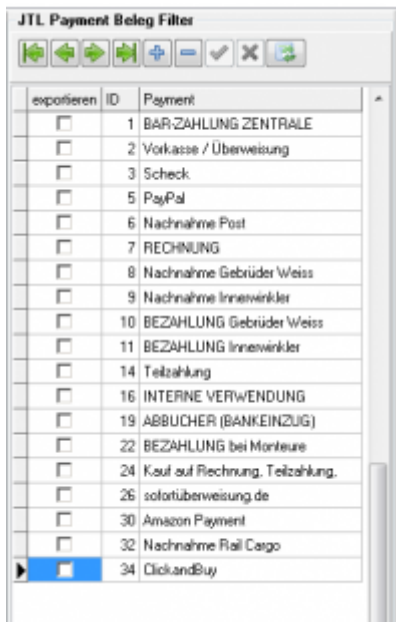 JTL Payment Beleg Filter
exportieren ID Payment
1 BAR-ZAHLUNG ZENTRALE
2 Vorkasse / Überweisung
3 Scheck
5 PayPal
6 Nachnahme Post
7 RECHNUNG
8 Nachnahme Gebrüder Weiss
9 Nachnahme Innerwinkler
10 BEZAHLUNG Gebrüder Weiss
11 BEZAHLUNG Innerwinkler
14 Teilzahlung
16 INTERNE VERWENDUNG
19 ABBUCHER (BANKEINZUG)
22 BEZAHLUNG bei Monteure
24 Kauf auf Rechnung, Teilzahlung,
26 sofortüberweisung.de
30 Amazon Payment
32 Nachnahme Rail Cargo
34 ClickandBuy